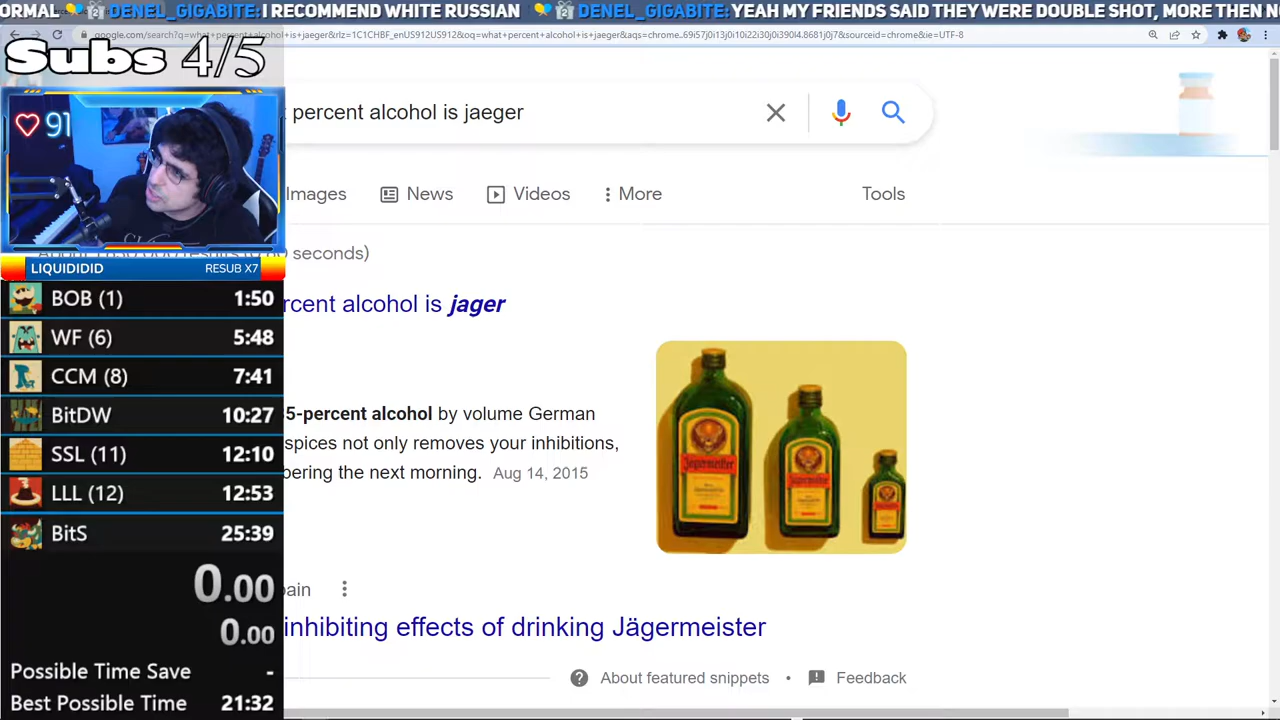 ORMAL DENEL_GIGABITE: I RECOMMEND WHITE RUSSIAN DENEL_GIGABITE: YEAH MY FRIENDS SAID THEY WERE DOUBLE SHOT, MORE THEN N
Subs 4/5
91
percent alcohol is jaeger
Images News Videos More Tools
seconds)
LIQUIDIDID RESUB X7
BOB (1) 1:50
WF (6) 5:48
CCM (8) 7:41
BitDW 10:27
SSL (11) 12:10
LLL (12) 12:53
BitS 25:39
0.00
0.00
Possible Time Save -
Best Possible Time 21:32
rcent alcohol is jager
5-percent alcohol by volume German
spices not only removes your inhibitions,
bering the next morning. Aug 14, 2015
Jägermeister
Jägermeister
pain
inhibiting effects of drinking Jägermeister
About featured snippets • Feedback